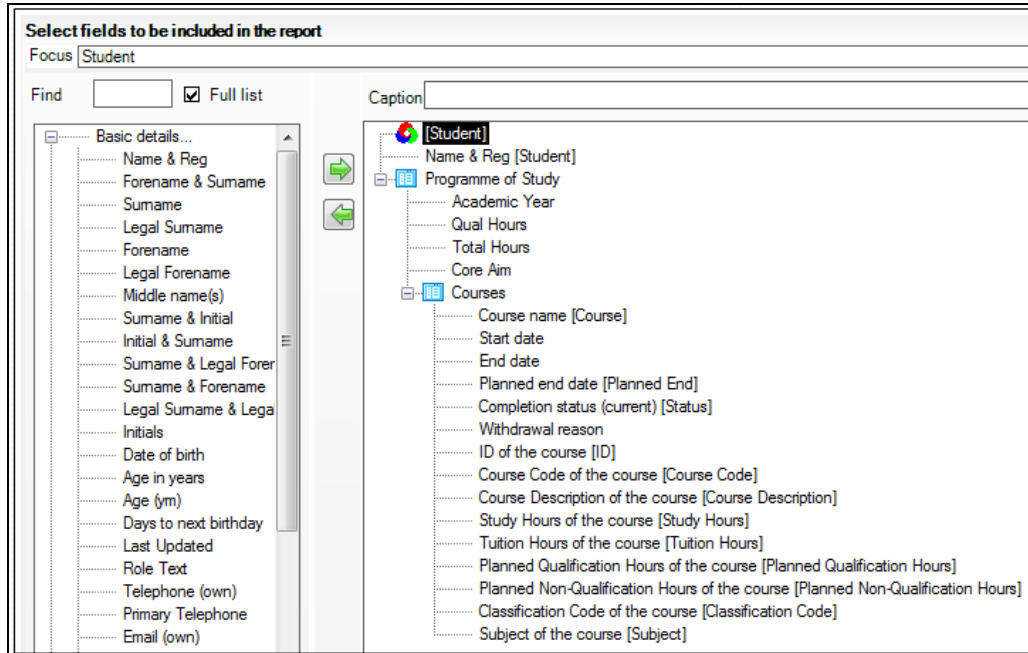 Select fields to be included in the report
Focus Student
Find Full list
Caption
Basic details...
Name & Reg
Forename & Surname
Surname
Legal Surname
Forename
Legal Forename
Middle name(s)
Surname & Initial
Initial & Surname
Surname & Legal Forer
Surname & Forename
Legal Surname & Legal
Initials
Date of birth
Age in years
Age (ym)
Days to next birthday
Last Updated
Role Text
Telephone (own)
Primary Telephone
Email (own)
[Student]
Name & Reg [Student]
Programme of Study
Academic Year
Qual Hours
Total Hours
Core Aim
Courses
Course name [Course]
Start date
End date
Planned end date [Planned End]
Completion status (current) [Status]
Withdrawal reason
ID of the course [ID]
Course Code of the course [Course Code]
Course Description of the course [Course Description]
Study Hours of the course [Study Hours]
Tuition Hours of the course [Tuition Hours]
Planned Qualification Hours of the course [Planned Qualification Hours]
Planned Non-Qualification Hours of the course [Planned Non-Qualification Hours]
Classification Code of the course [Classification Code]
Subject of the course [Subject]